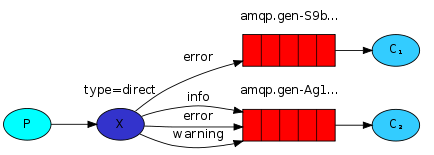 amqp.gen-S9b...
error
C₁
type=direct
amqp.gen-Ag1...
info
error
warning
P
X
C₂